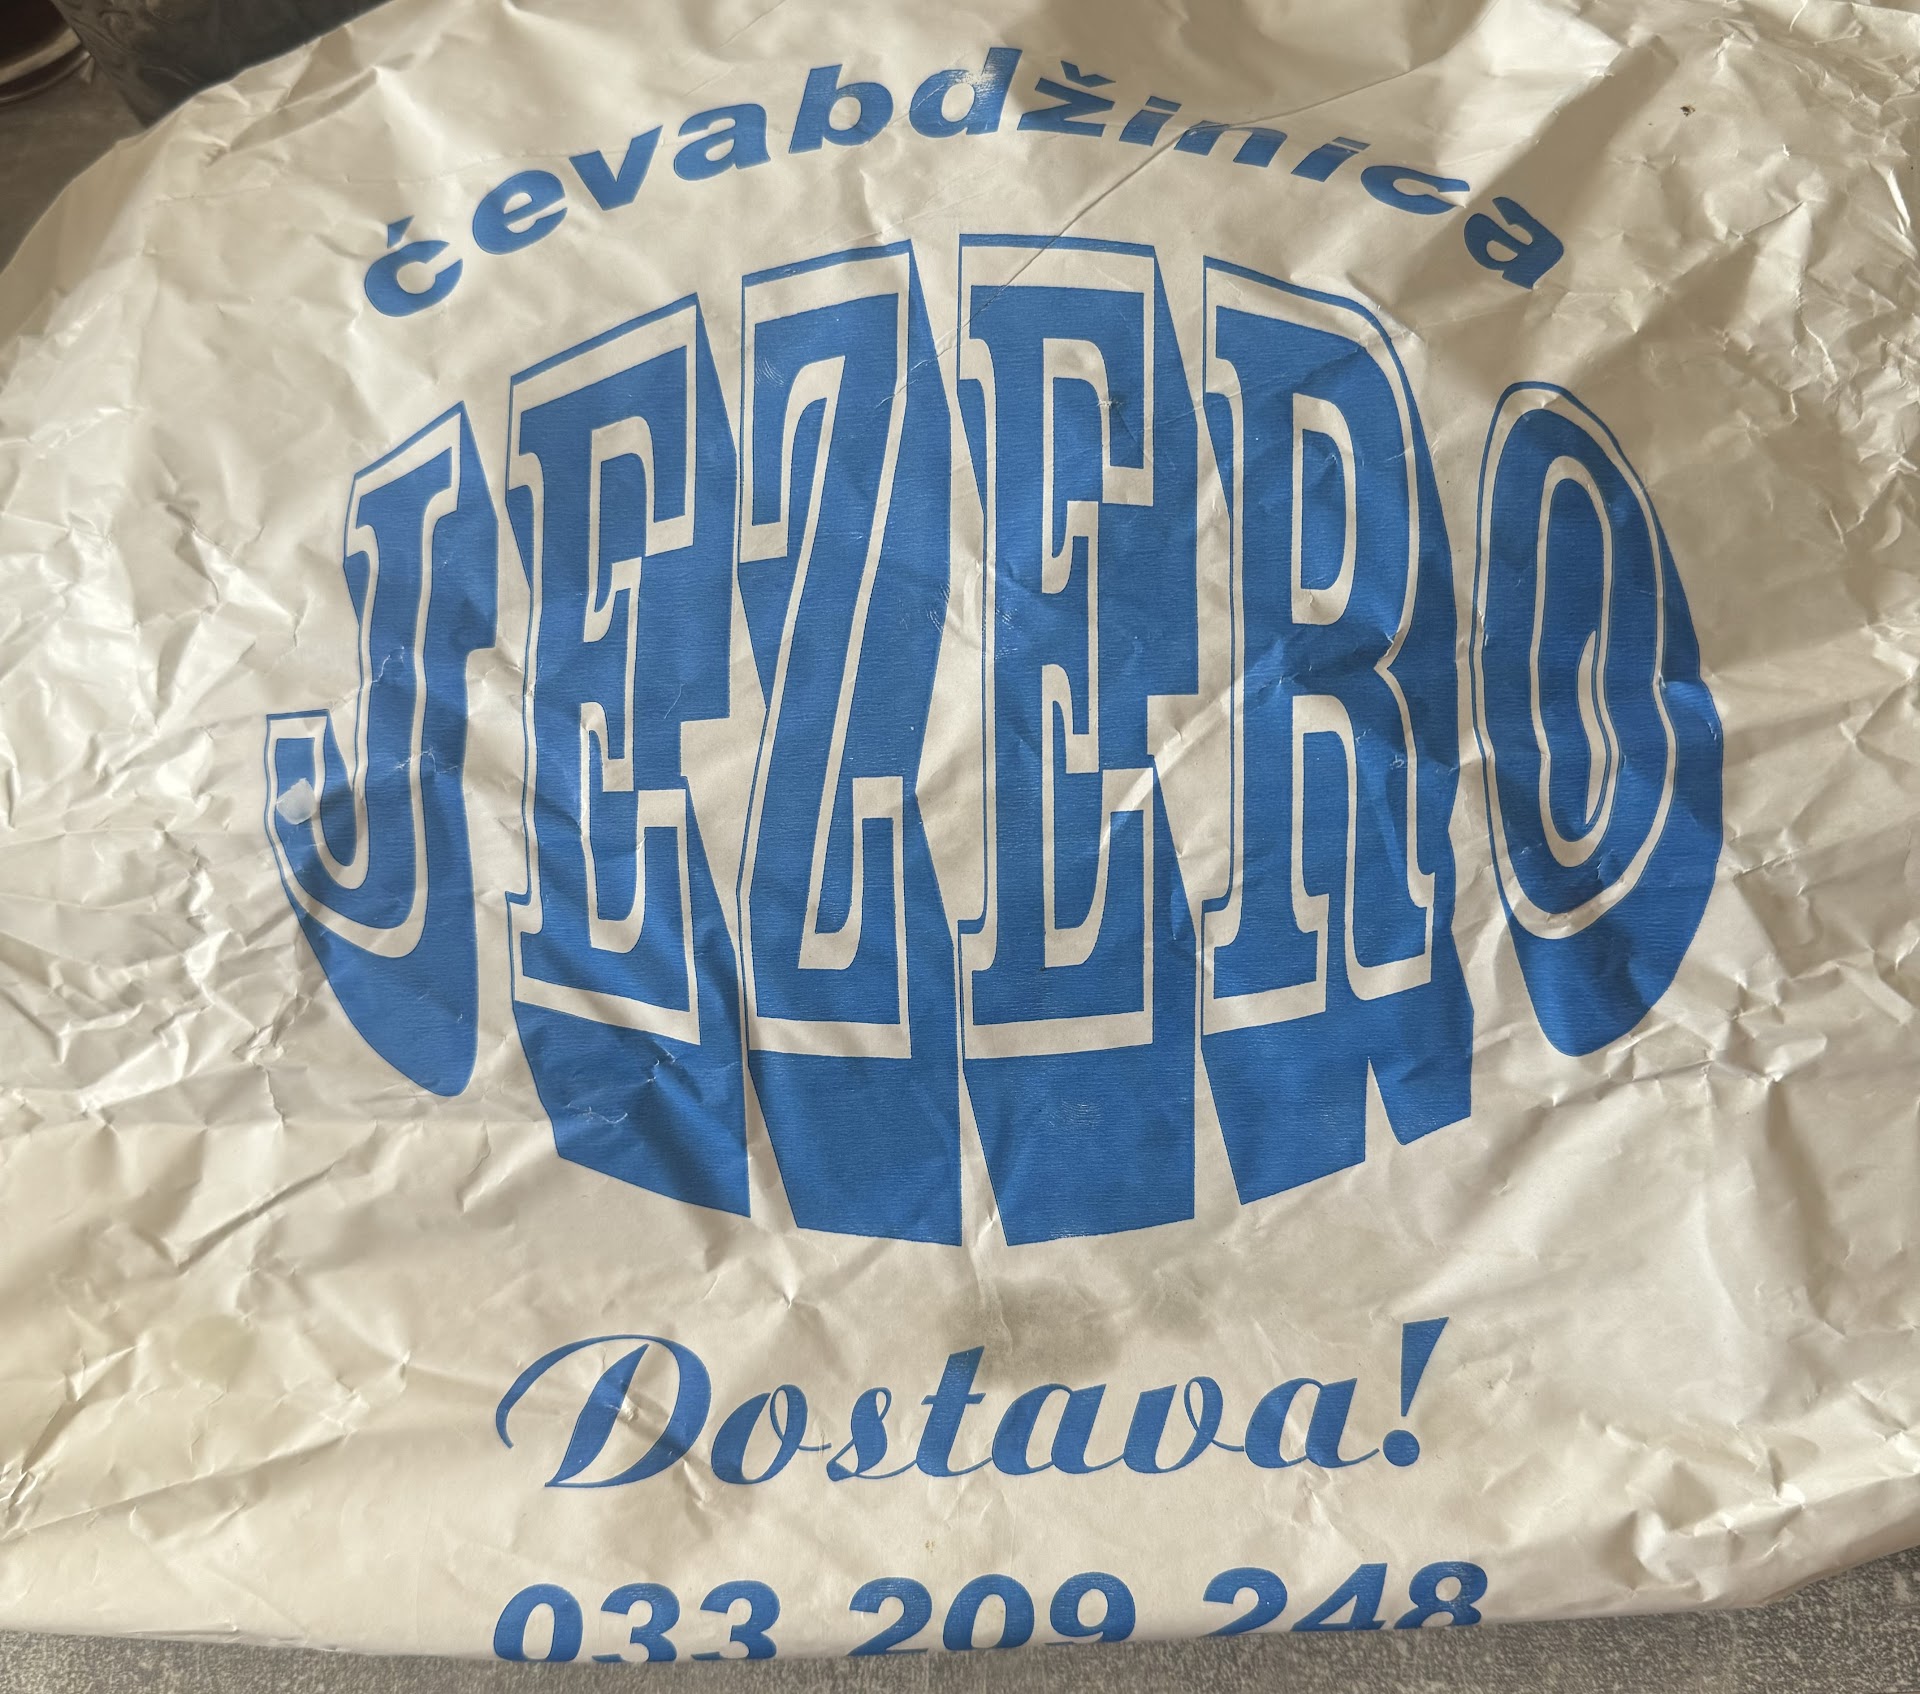 ćevabdžinica
JEZERO
Dostava!
033 209 248